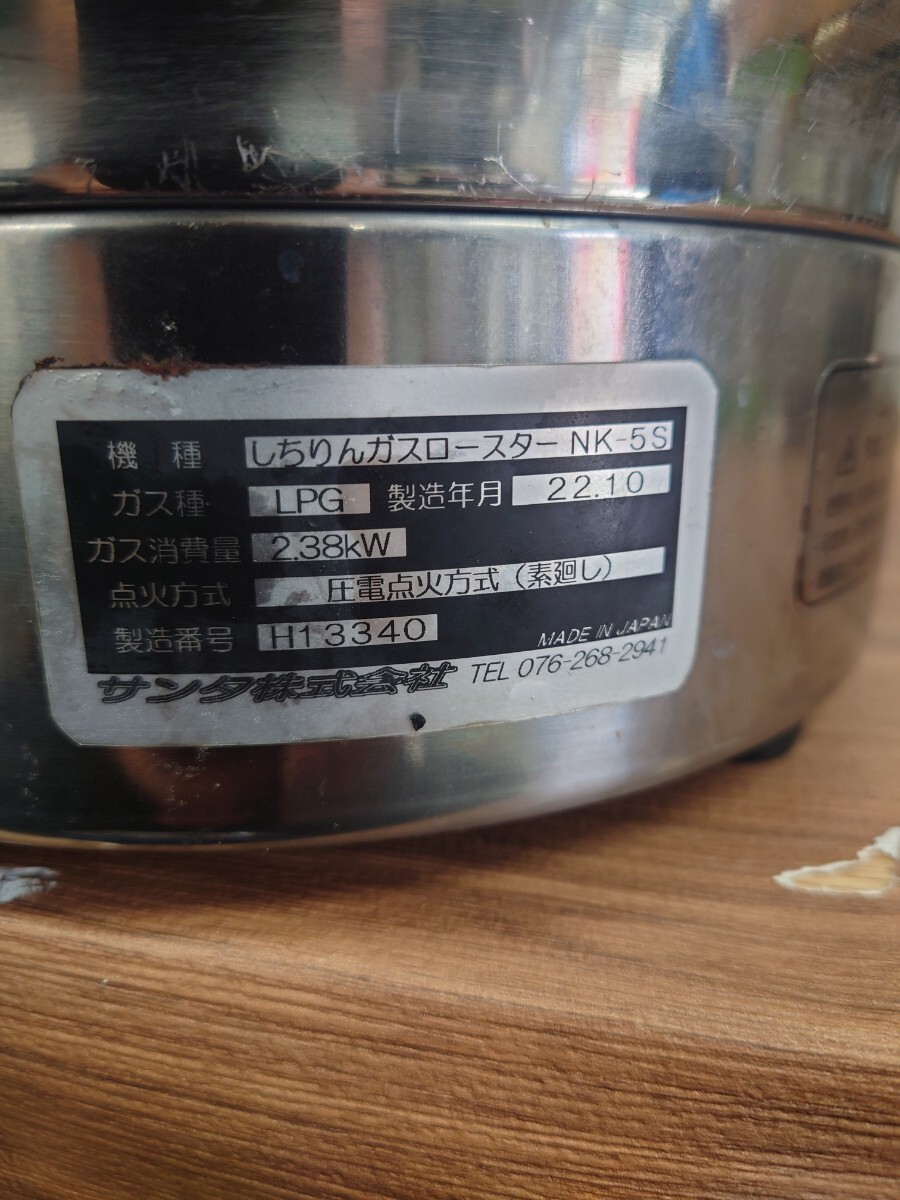 機種 しちりんガスロースター NK-5S
ガス種 LPG 製造年月 22.10
ガス消費量 2.38kW
点火方式 圧電点火方式（素廻し）
製造番号 H13340
MADE IN JAPAN
サンタ株式会社 TEL 076-268-2941